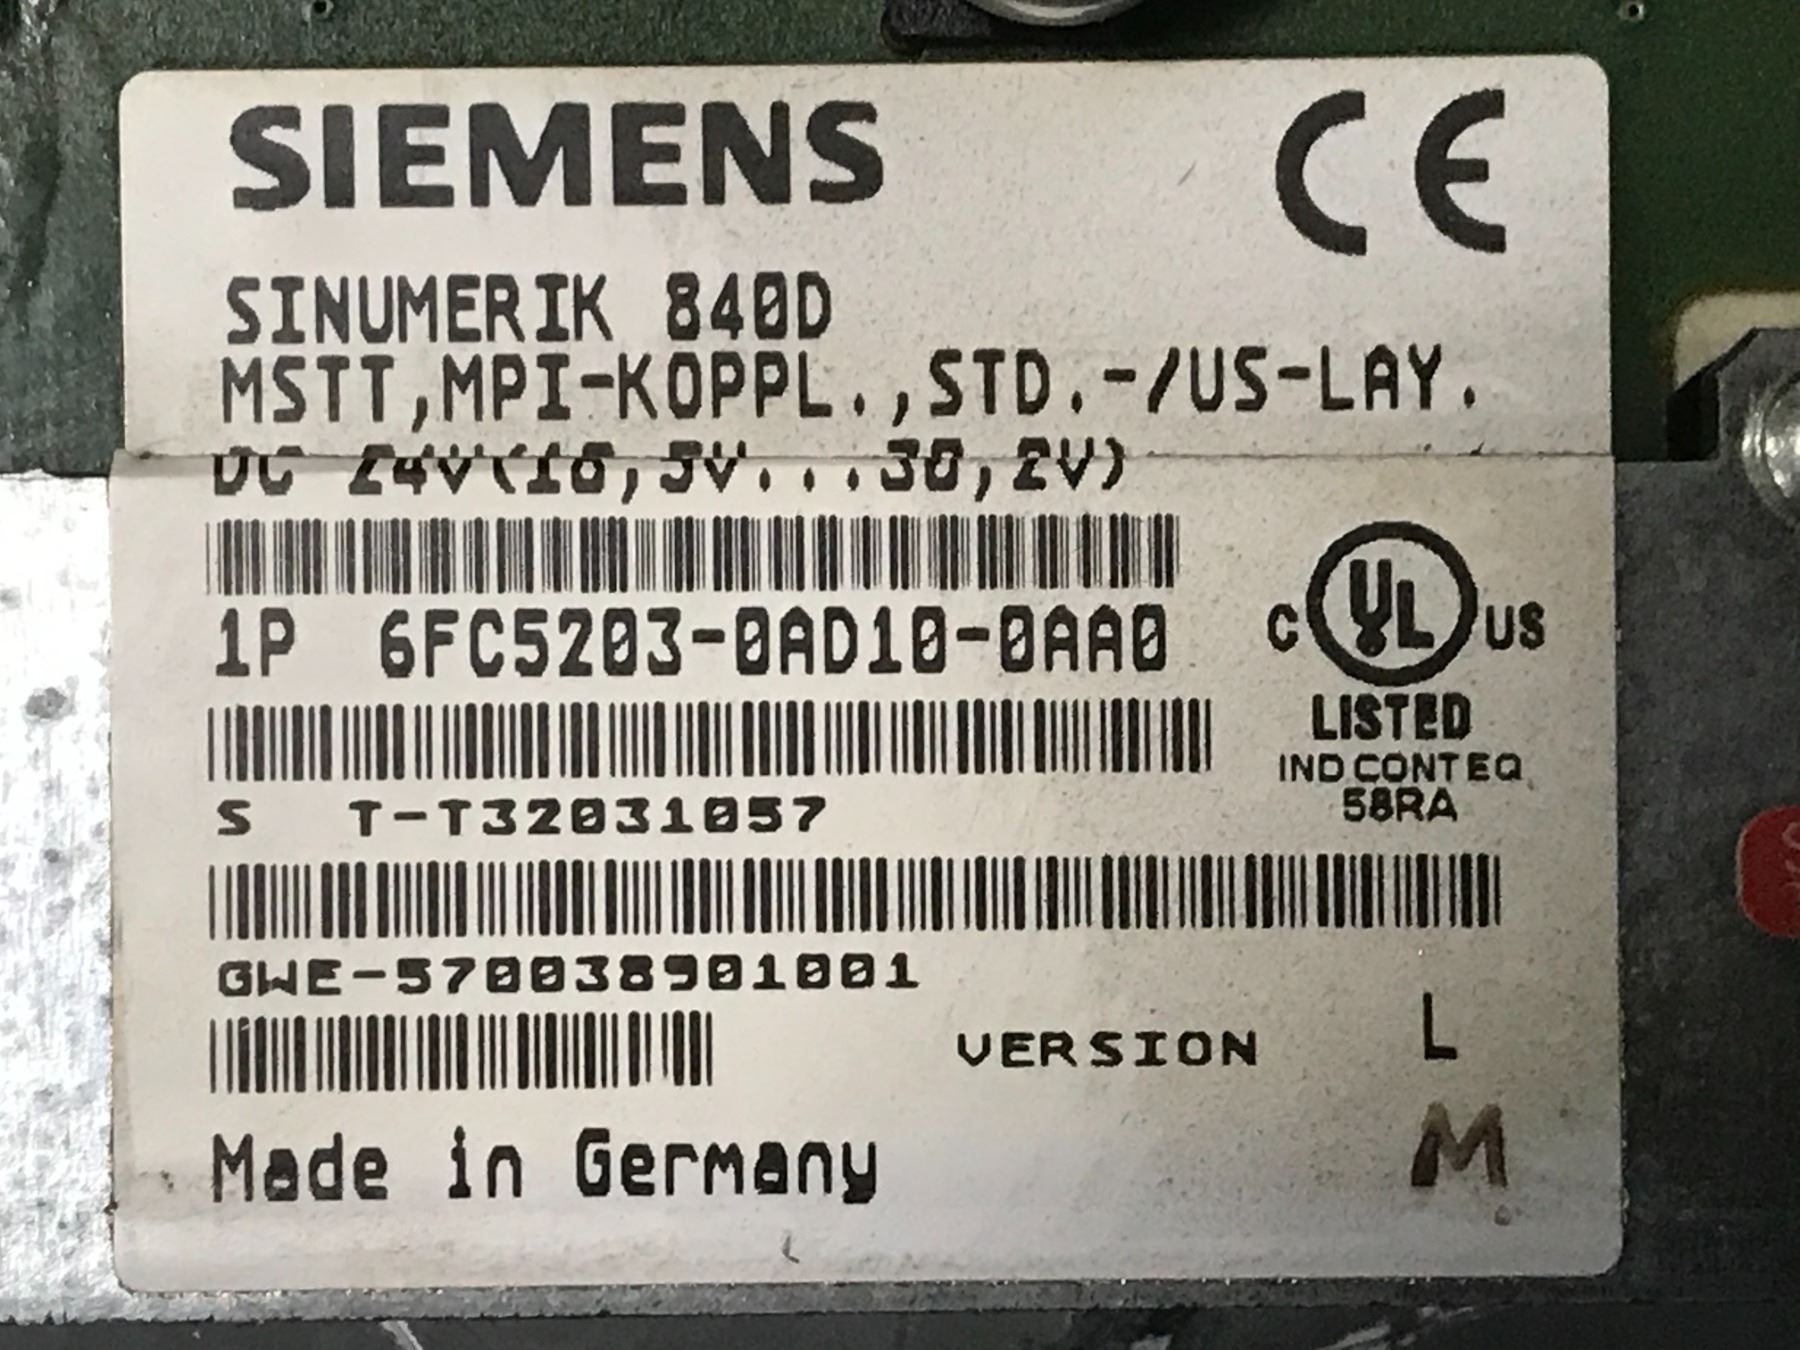 SIEMENS
CE
SINUMERIK 840D
MSTT,MPI-KOPPL.,STD.-/US-LAY.
DC 24V(18,5V...30,2V)
1P 6FC5203-0AD10-0AA0
C UL US
LISTED
IND CONT EQ
58RA
S T-T32031057
GWE-570038901001
VERSION L
M
Made in Germany